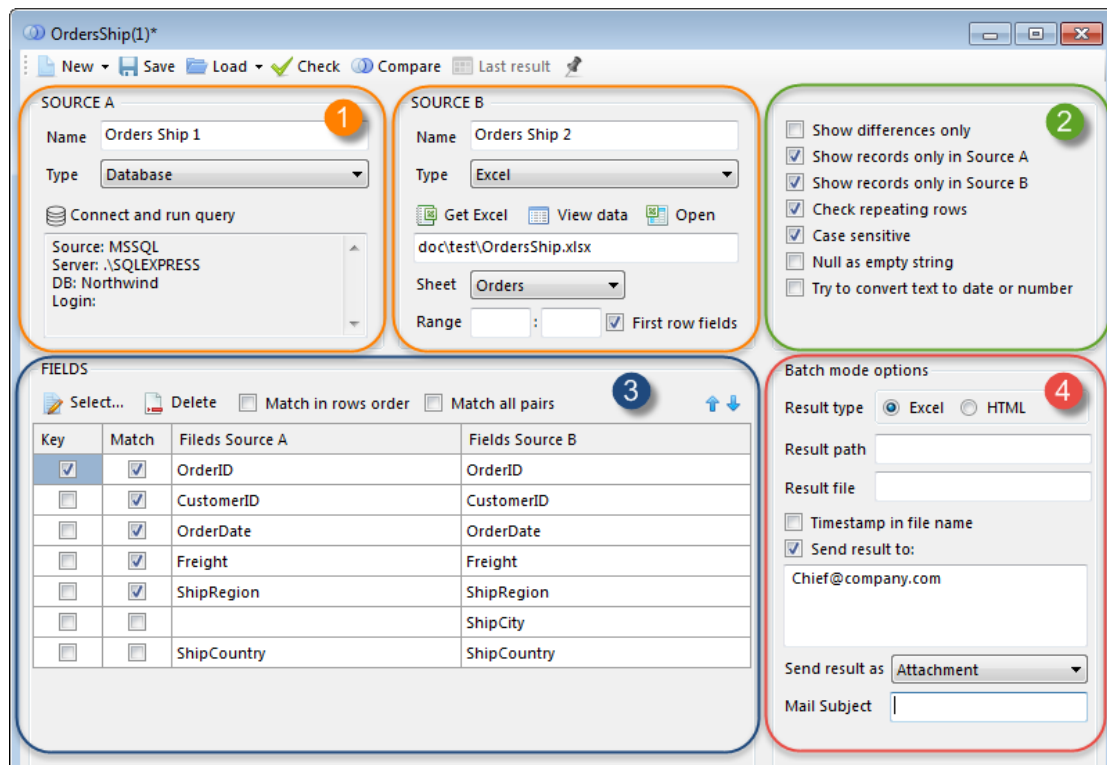 OrdersShip(1)*
New Save Load Check Compare Last result
SOURCE A
1
Name Orders Ship 1
Type Database
Connect and run query
Source: MSSQL
Server: .\SQLEXPRESS
DB: Northwind
Login:
SOURCE B
Name Orders Ship 2
Type Excel
Get Excel View data Open
doc\test\OrdersShip.xlsx
Sheet Orders
Range : First row fields
2
Show differences only
Show records only in Source A
Show records only in Source B
Check repeating rows
Case sensitive
Null as empty string
Try to convert text to date or number
FIELDS
3
Select... Delete Match in rows order Match all pairs
Key Match Fileds Source A Fields Source B
OrderID OrderID
CustomerID CustomerID
OrderDate OrderDate
Freight Freight
ShipRegion ShipRegion
ShipCity
ShipCountry ShipCountry
Batch mode options
4
Result type Excel HTML
Result path
Result file
Timestamp in file name
Send result to:
Chief@company.com
Send result as Attachment
Mail Subject